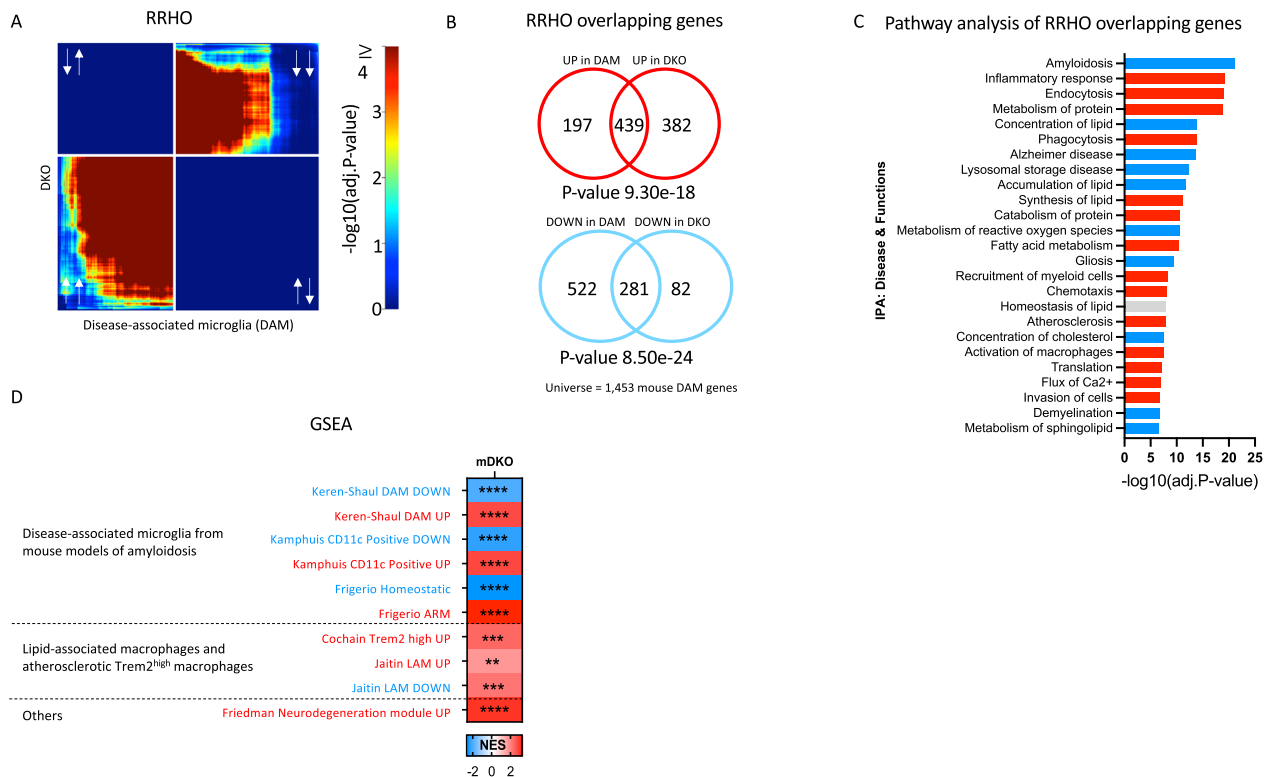 A
RRHO
DKO
Disease-associated microglia (DAM)
IV
4
3
2
1
0
-log10(adj.P-value)
B
RRHO overlapping genes
UP in DAM UP in DKO
197 439 382
P-value 9.30e-18
DOWN in DAM DOWN in DKO
522 281 82
P-value 8.50e-24
Universe = 1,453 mouse DAM genes
C
Pathway analysis of RRHO overlapping genes
IPA: Disease & Functions
Amyloidosis
Inflammatory response
Endocytosis
Metabolism of protein
Concentration of lipid
Phagocytosis
Alzheimer disease
Lysosomal storage disease
Accumulation of lipid
Synthesis of lipid
Catabolism of protein
Metabolism of reactive oxygen species
Fatty acid metabolism
Gliosis
Recruitment of myeloid cells
Chemotaxis
Homeostasis of lipid
Atherosclerosis
Concentration of cholesterol
Activation of macrophages
Translation
Flux of Ca2+
Invasion of cells
Demyelination
Metabolism of sphingolipid
0 5 10 15 20 25
-log10(adj.P-value)
D
GSEA
mDKO
Disease-associated microglia from
mouse models of amyloidosis
Keren-Shaul DAM DOWN ****
Keren-Shaul DAM UP ****
Kamphuis CD11c Positive DOWN ****
Kamphuis CD11c Positive UP ****
Frigerio Homeostatic ****
Frigerio ARM ****
Lipid-associated macrophages and
atherosclerotic Trem2high macrophages
Cochain Trem2 high UP ***
Jaitin LAM UP **
Jaitin LAM DOWN ***
Others
Friedman Neurodegeneration module UP ****
NES
-2 0 2